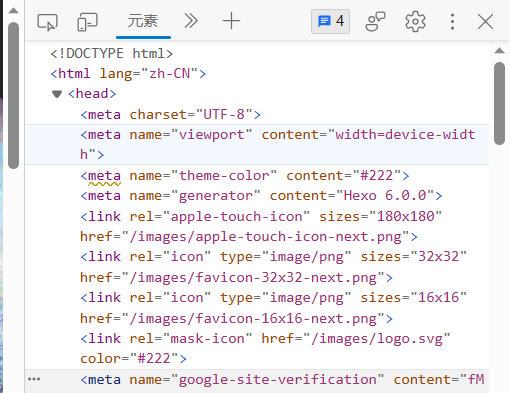 元素
4
<!DOCTYPE html>
<html lang="zh-CN">
<head>
<meta charset="UTF-8">
<meta name="viewport" content="width=device-widt
h">
<meta name="theme-color" content="#222">
<meta name="generator" content="Hexo 6.0.0">
<link rel="apple-touch-icon" sizes="180x180"
href="/images/apple-touch-icon-next.png">
<link rel="icon" type="image/png" sizes="32x32"
href="/images/favicon-32x32-next.png">
<link rel="icon" type="image/png" sizes="16x16"
href="/images/favicon-16x16-next.png">
<link rel="mask-icon" href="/images/logo.svg"
color="#222">
<meta name="google-site-verification" content="fM